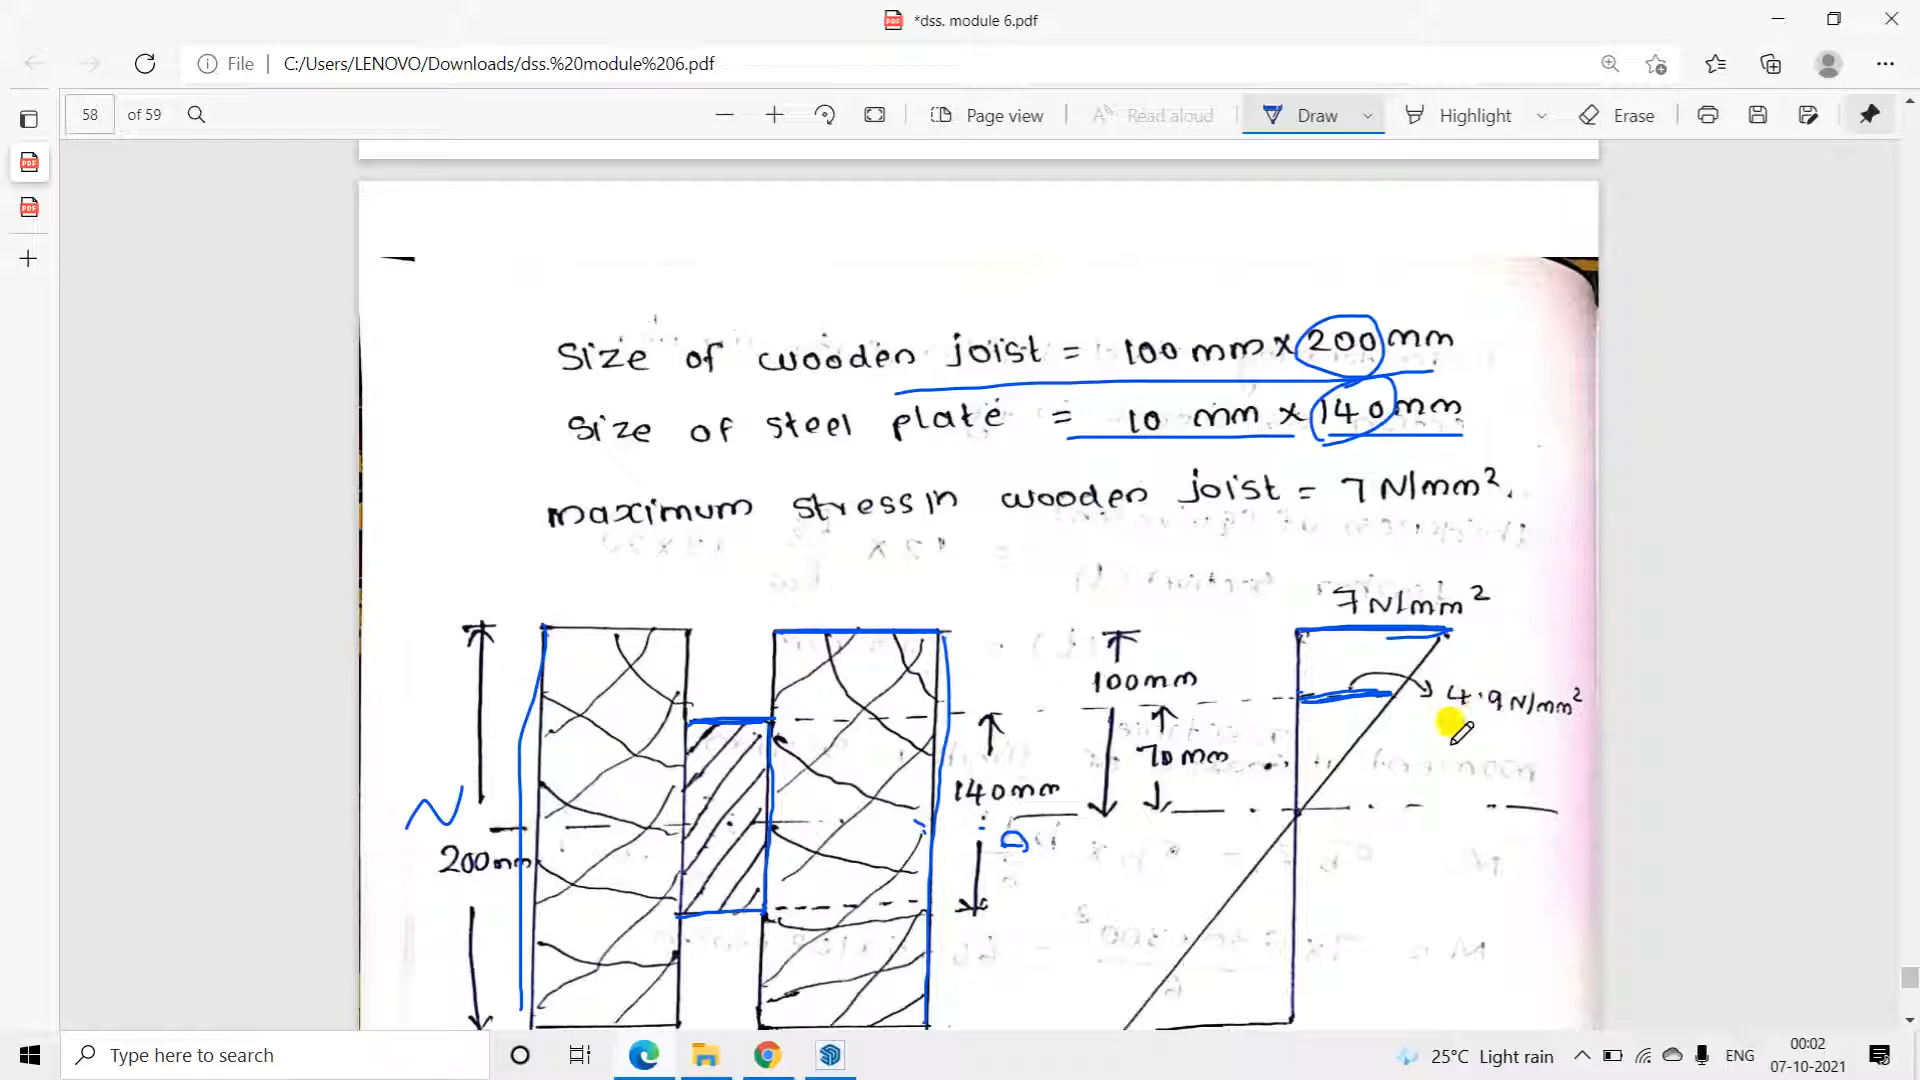 *dss. module 6.pdf
File
C:/Users/LENOVO/Downloads/dss.%20module%206.pdf
58 of 59
Page view
Read aloud
Draw
Highlight
Erase
Size of wooden joist = 100 mm x 200 mm
Size of steel plate = 10 mm x 140 mm
maximum stress in wooden joist = 7 N/mm².
7 N/mm²
100mm
4.9 N/mm²
70 mm
140mm
N
200mm
Type here to search
25°C Light rain
ENG
00:02
07-10-2021